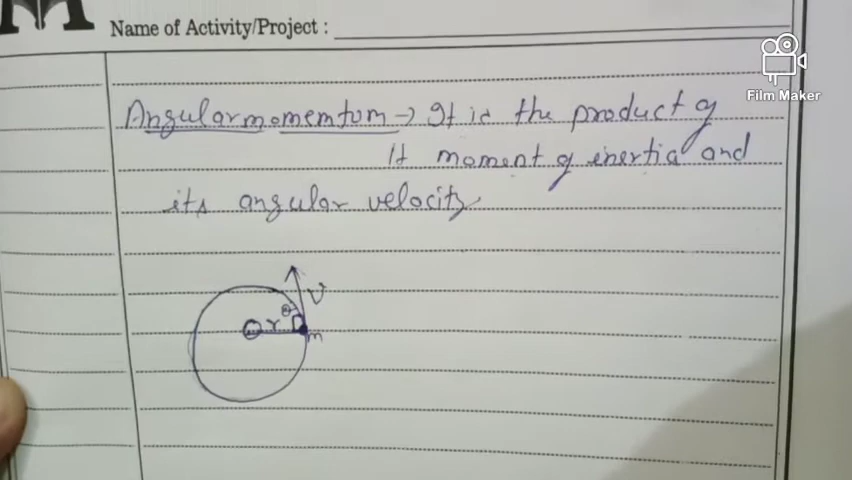 Name of Activity/Project :
Film Maker
Angular momentum → It is the product of
It moment of inertia and
its angular velocity
θ
v
r
m